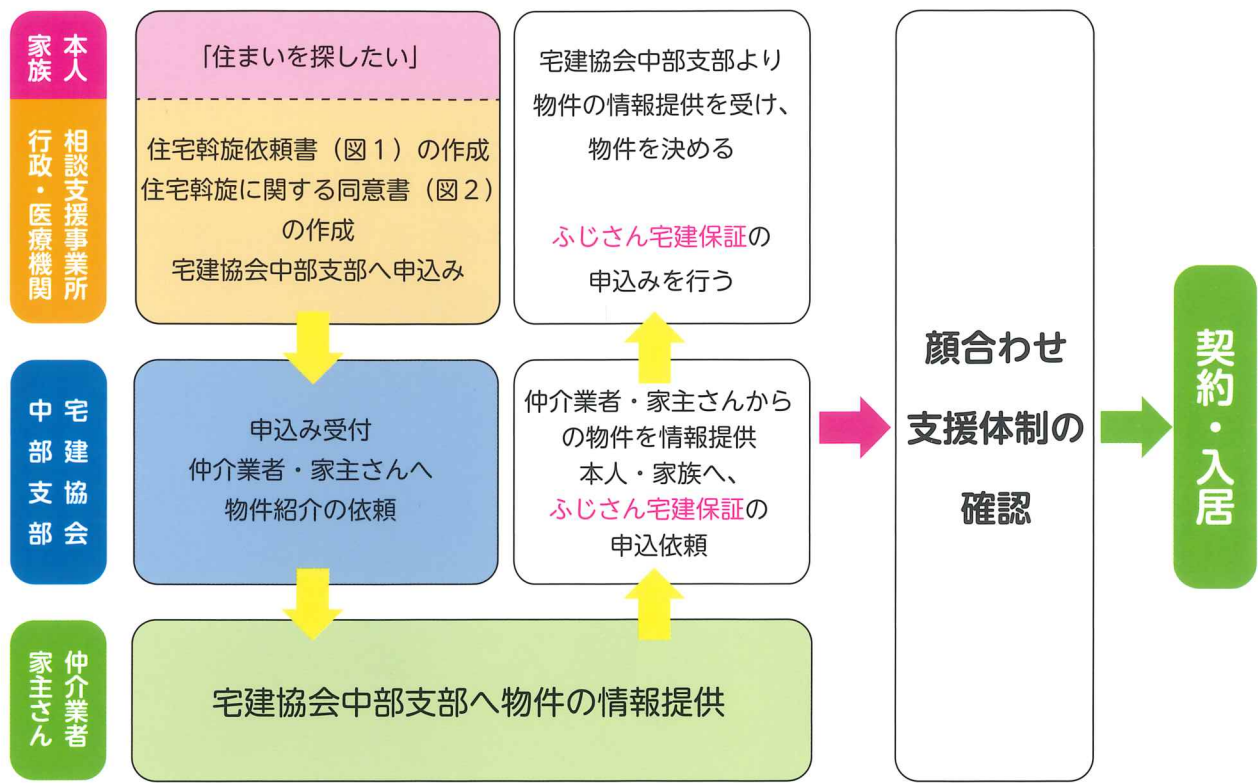 本人
家族
相談支援事業所
行政・医療機関
「住まいを探したい」
住宅斡旋依頼書（図1）の作成
住宅斡旋に関する同意書（図2）
の作成
宅建協会中部支部へ申込み
宅建協会中部支部より
物件の情報提供を受け、
物件を決める
ふじさん宅建保証の
申込みを行う
宅建協会
中部支部
申込み受付
仲介業者・家主さんへ
物件紹介の依頼
仲介業者・家主さんから
の物件を情報提供
本人・家族へ、
ふじさん宅建保証の
申込依頼
仲介業者
家主さん
宅建協会中部支部へ物件の情報提供
顔合わせ
支援体制の
確認
契約・入居